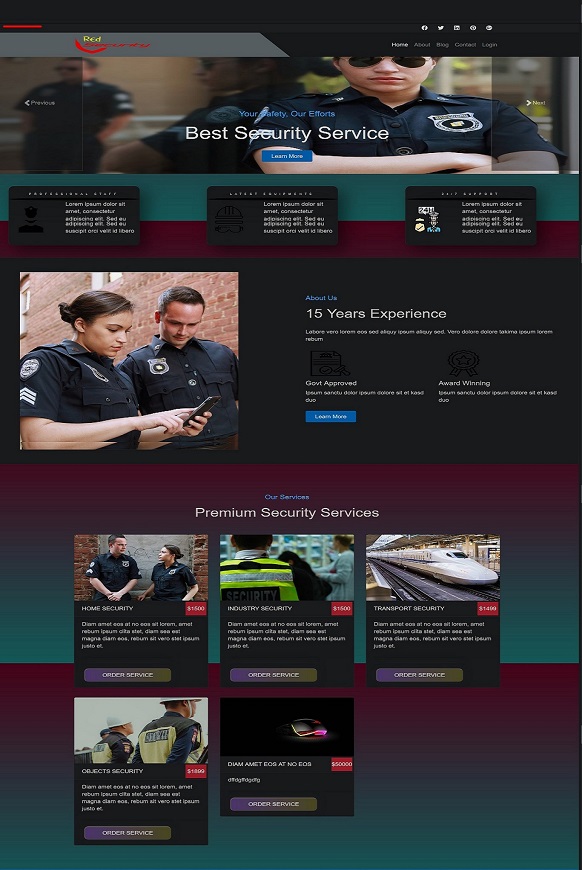 Red
Security
Home About Blog Contact Login
Previous
Next
Your Safety, Our Efforts
Best Security Service
Learn More
PROFESSIONAL STAFF
Lorem ipsum dolor sit
amet, consectetur
adipiscing elit. Sed eu
suscipit orci velit id libero
LATEST EQUIPMENTS
Lorem ipsum dolor sit
amet, consectetur
adipiscing elit. Sed eu
suscipit orci velit id libero
24/7 SUPPORT
24H
Lorem ipsum dolor sit
amet, consectetur
adipiscing elit. Sed eu
suscipit orci velit id libero
About Us
15 Years Experience
Labore vero lorem eos sed aliquy ipsum aliquy sed. Vero dolore dolore takima ipsum lorem
rebum
Govt Approved
Ipsum sanctu dolor ipsum dolore sit et kasd
duo
Award Winning
Ipsum sanctu dolor ipsum dolore sit et kasd
duo
Learn More
Our Services
Premium Security Services
HOME SECURITY
$1500
Diam amet eos at no eos sit lorem, amet
rebum ipsum clita stet, diam sea est
magna diam eos, rebum sit vero stet ipsum
justo et.
ORDER SERVICE
SECURITY
INDUSTRY SECURITY
$1500
Diam amet eos at no eos sit lorem, amet
rebum ipsum clita stet, diam sea est
magna diam eos, rebum sit vero stet ipsum
justo et.
ORDER SERVICE
TRANSPORT SECURITY
$1499
Diam amet eos at no eos sit lorem, amet
rebum ipsum clita stet, diam sea est
magna diam eos, rebum sit vero stet ipsum
justo et.
ORDER SERVICE
OBJECTS SECURITY
$1899
Diam amet eos at no eos sit lorem, amet
rebum ipsum clita stet, diam sea est
magna diam eos, rebum sit vero stet ipsum
justo et.
ORDER SERVICE
DIAM AMET EOS AT NO EOS
$50000
dffdgffdgdfg
ORDER SERVICE